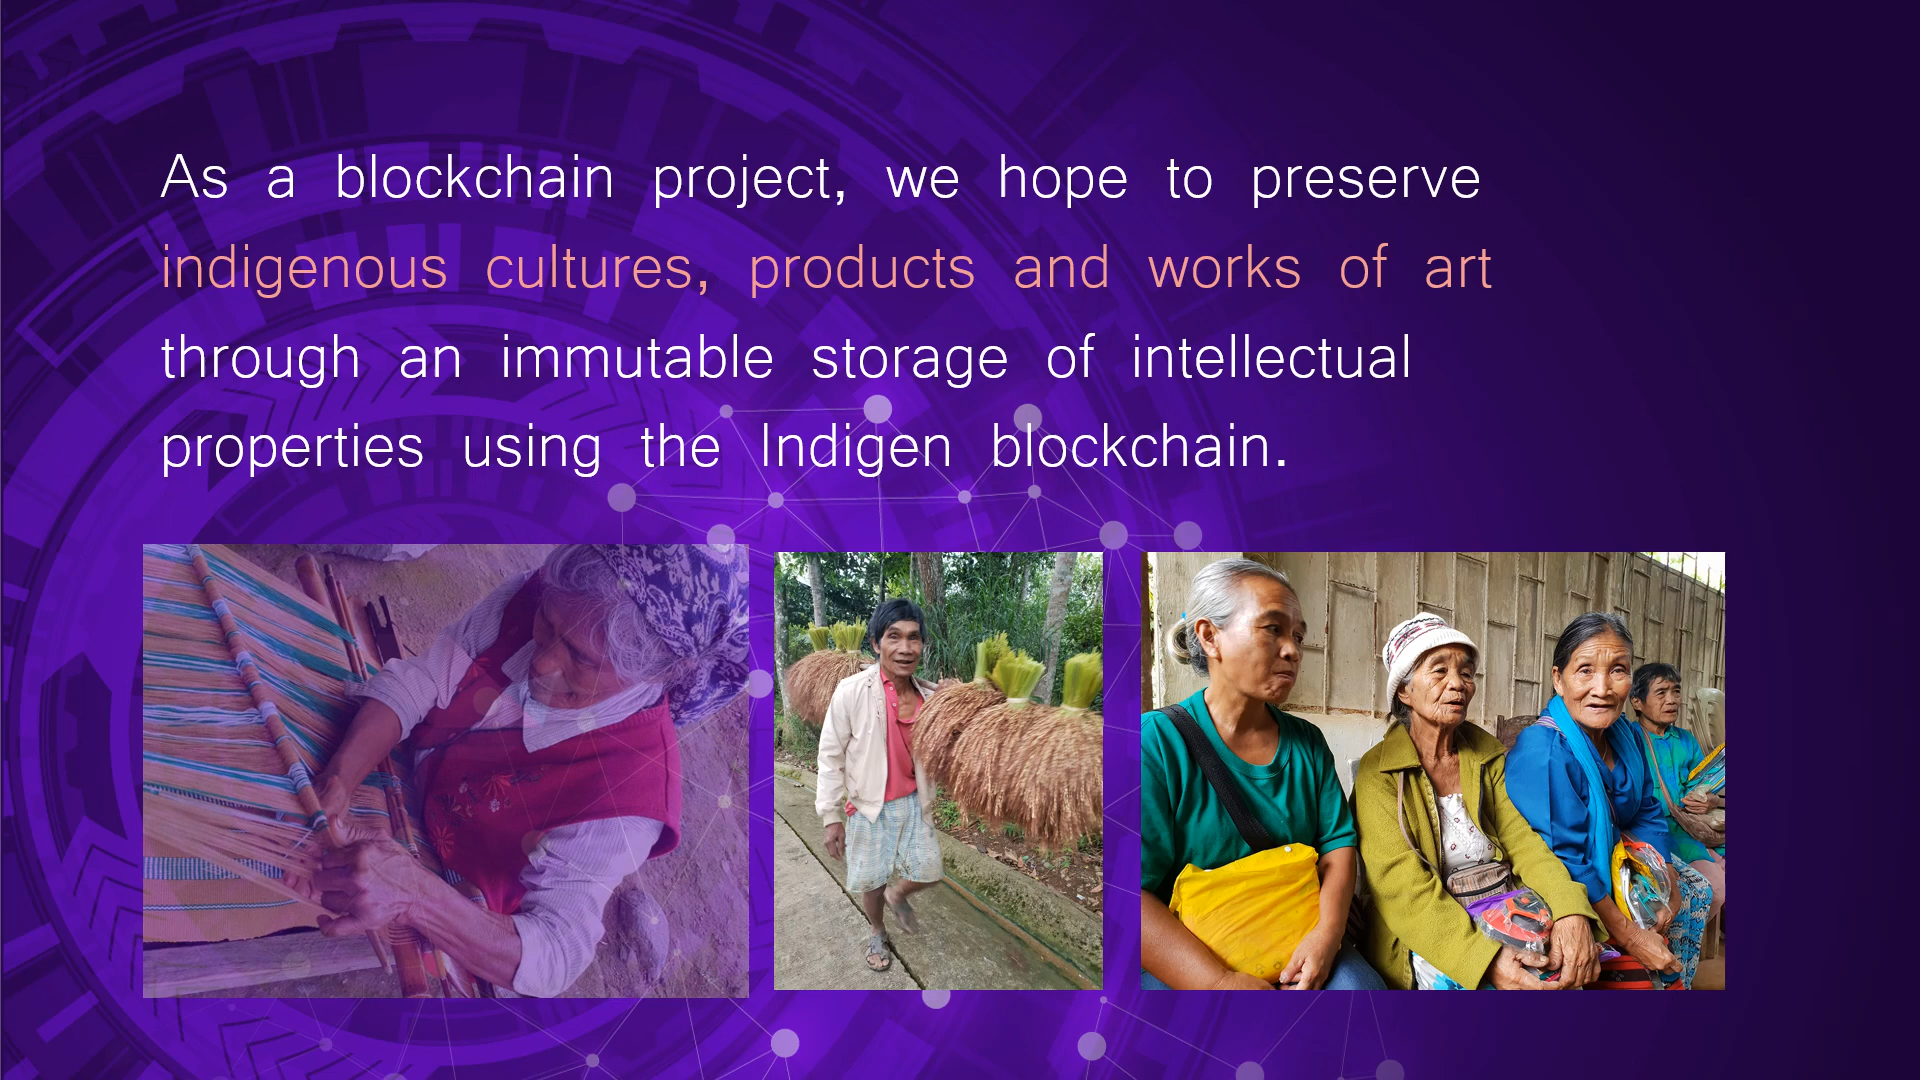 As a blockchain project, we hope to preserve
indigenous cultures, products and works of art
through an immutable storage of intellectual
properties using the Indigen blockchain.